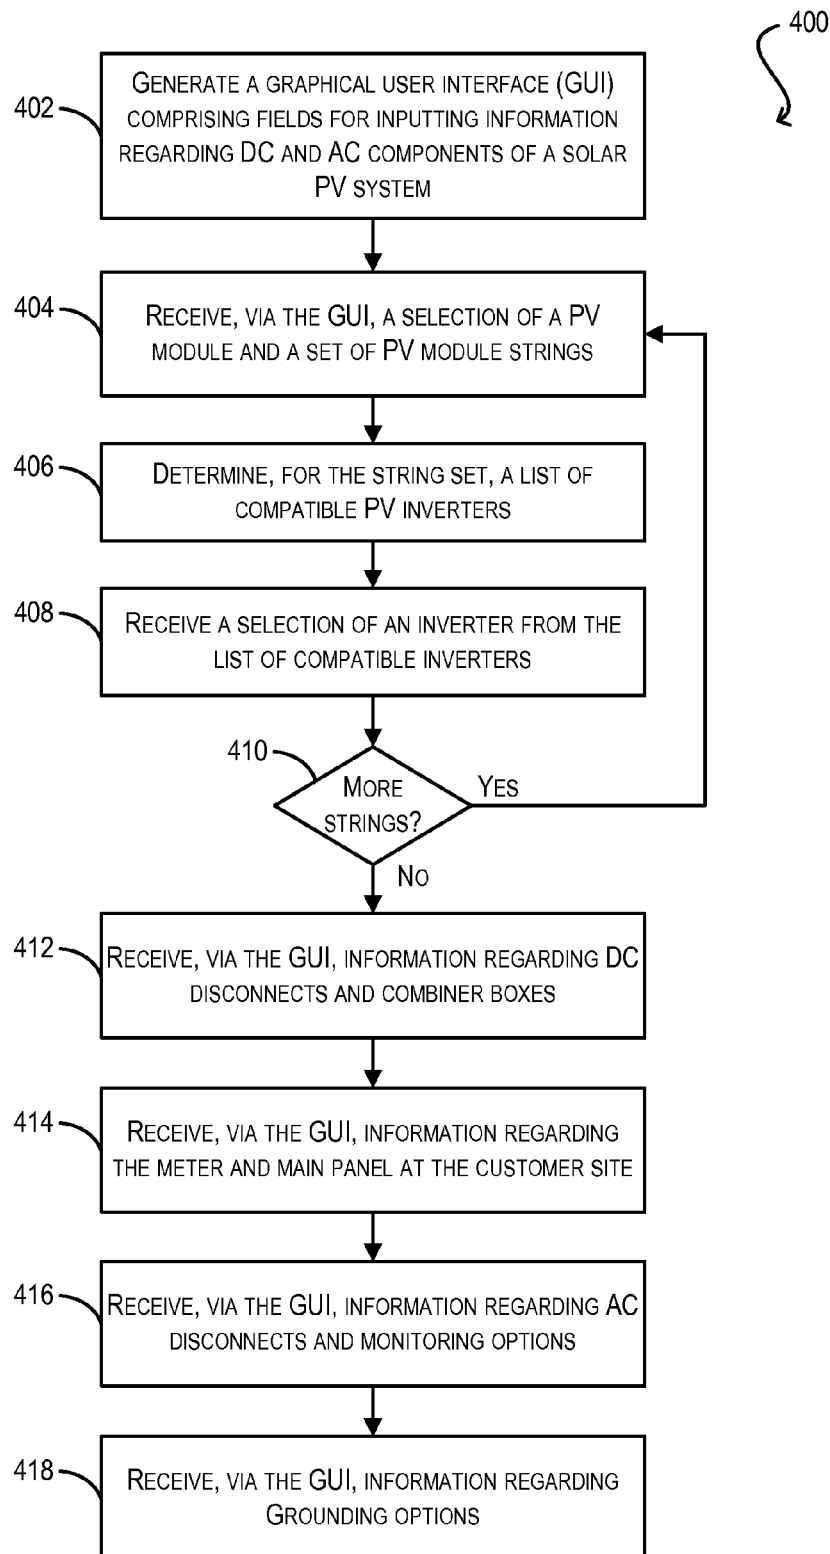 400
402
GENERATE A GRAPHICAL USER INTERFACE (GUI)
COMPRISING FIELDS FOR INPUTTING INFORMATION
REGARDING DC AND AC COMPONENTS OF A SOLAR
PV SYSTEM
404
RECEIVE, VIA THE GUI, A SELECTION OF A PV
MODULE AND A SET OF PV MODULE STRINGS
406
DETERMINE, FOR THE STRING SET, A LIST OF
COMPATIBLE PV INVERTERS
408
RECEIVE A SELECTION OF AN INVERTER FROM THE
LIST OF COMPATIBLE INVERTERS
410
MORE
STRINGS?
YES
NO
412
RECEIVE, VIA THE GUI, INFORMATION REGARDING DC
DISCONNECTS AND COMBINER BOXES
414
RECEIVE, VIA THE GUI, INFORMATION REGARDING
THE METER AND MAIN PANEL AT THE CUSTOMER SITE
416
RECEIVE, VIA THE GUI, INFORMATION REGARDING AC
DISCONNECTS AND MONITORING OPTIONS
418
RECEIVE, VIA THE GUI, INFORMATION REGARDING
GROUNDING OPTIONS